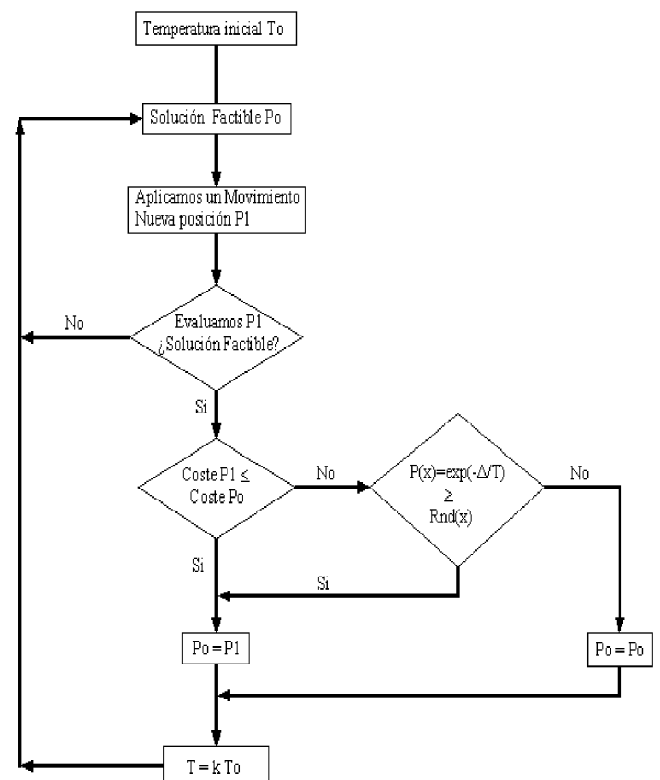 Temperatura inicial To
Solución Factible Po
Aplicamos un Movimiento
Nueva posición P1
Evaluamos P1
¿Solución Factible?
No
Si
Coste P1 ≤
Coste Po
No
P(x)=exp(-Δ/T)
≥
Rnd(x)
No
Si
Si
Po = P1
Po = Po
T = k To